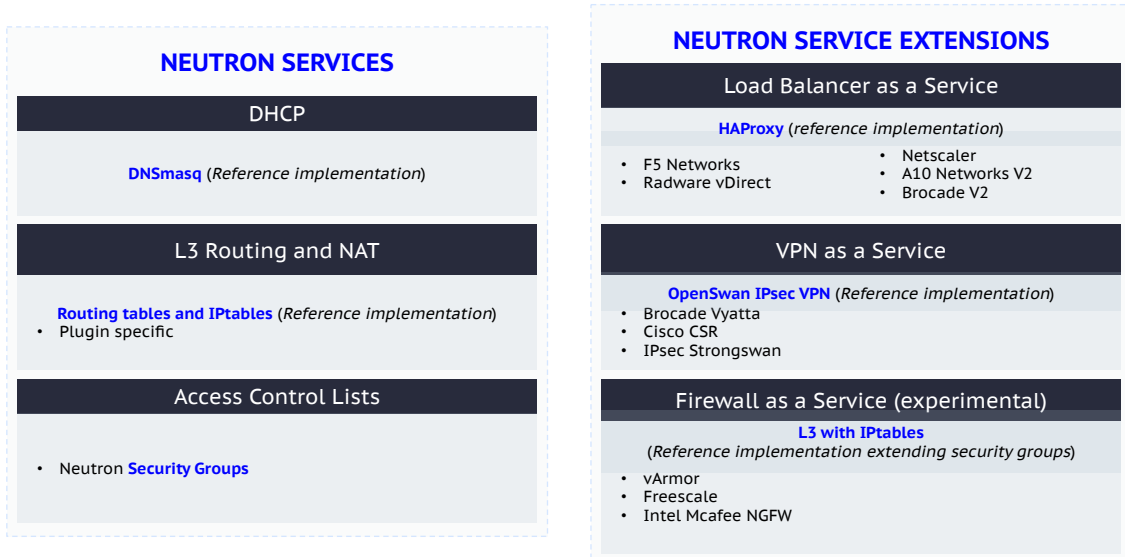 NEUTRON SERVICES
DHCP
DNSmasq (Reference implementation)
L3 Routing and NAT
Routing tables and IPtables (Reference implementation)
• Plugin specific
Access Control Lists
• Neutron Security Groups
NEUTRON SERVICE EXTENSIONS
Load Balancer as a Service
HAProxy (reference implementation)
• F5 Networks
• Radware vDirect
• Netscaler
• A10 Networks V2
• Brocade V2
VPN as a Service
OpenSwan IPsec VPN (Reference implementation)
• Brocade Vyatta
• Cisco CSR
• IPsec Strongswan
Firewall as a Service (experimental)
L3 with IPtables
(Reference implementation extending security groups)
• vArmor
• Freescale
• Intel Mcafee NGFW